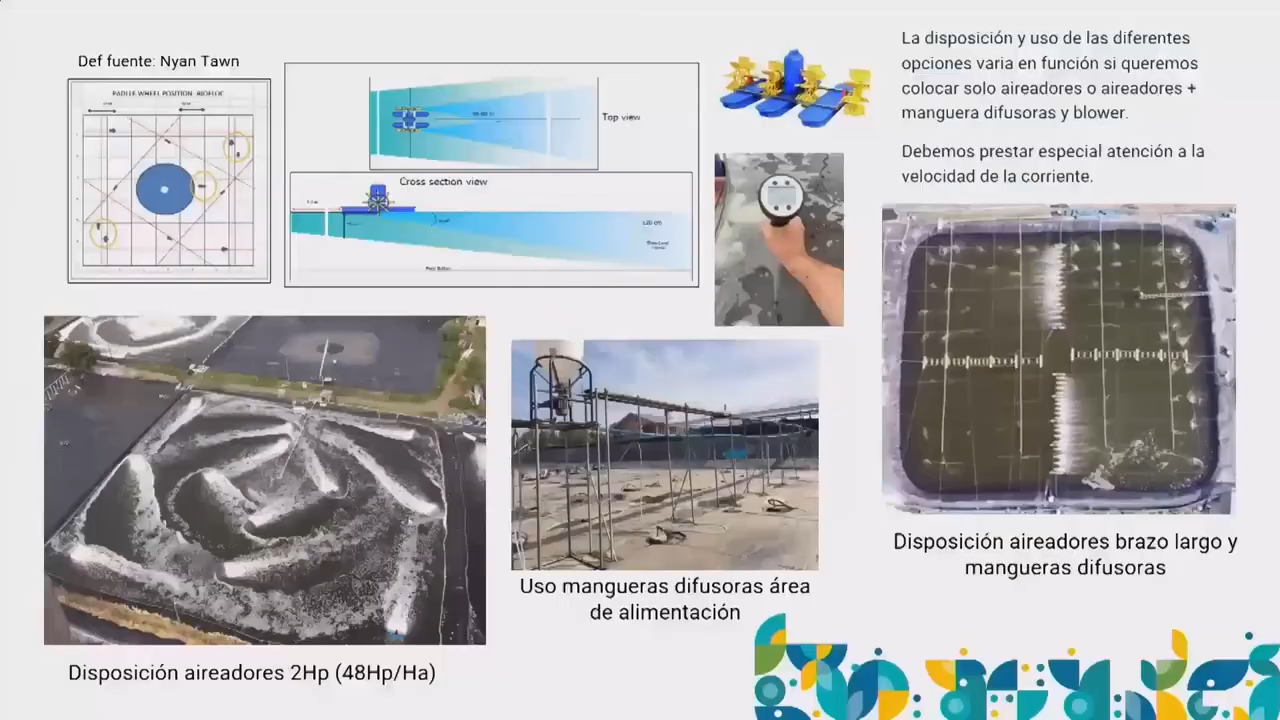 Def fuente: Nyan Tawn
PADLLE WHEEL POSITION BIOFLOC
Top view
Cross section view
La disposición y uso de las diferentes
opciones varia en función si queremos
colocar solo aireadores o aireadores +
manguera difusoras y blower.
Debemos prestar especial atención a la
velocidad de la corriente.
Disposición aireadores 2Hp (48Hp/Ha)
Uso mangueras difusoras área
de alimentación
Disposición aireadores brazo largo y
mangueras difusoras